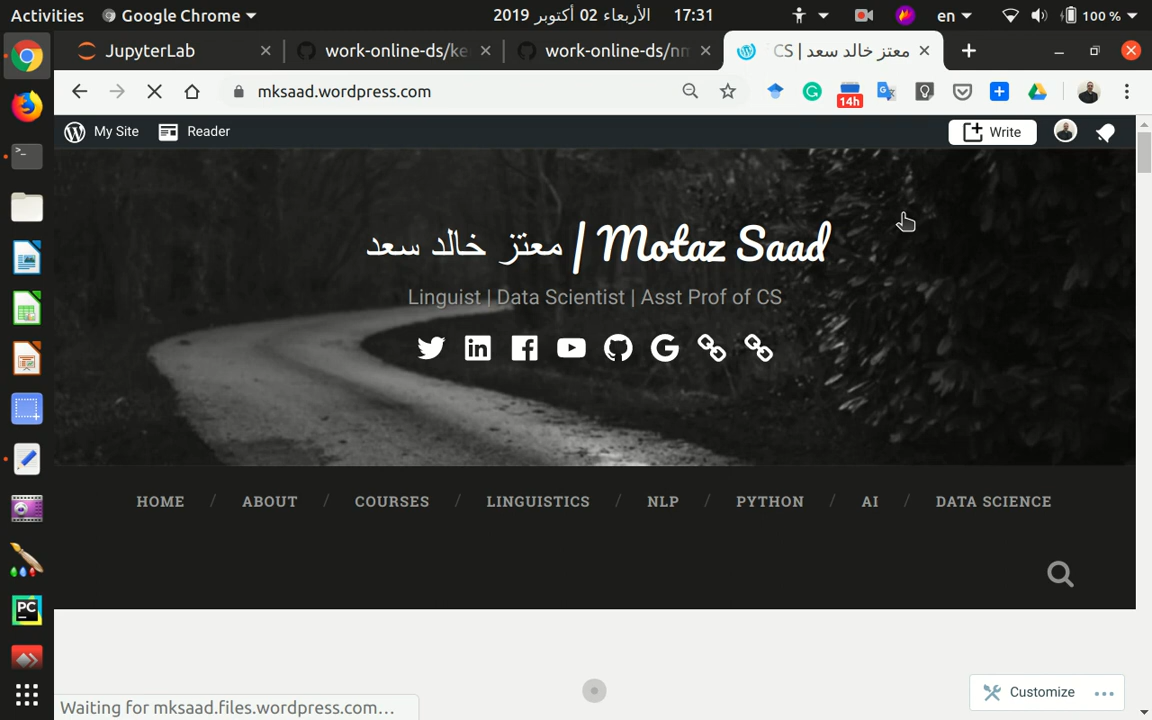 Activities Google Chrome الأربعاء 02 أكتوبر 2019 17:31 en 100 %
JupyterLab work-online-ds/ke work-online-ds/nm معتز خالد سعد | CS
mksaad.wordpress.com 14h
My Site Reader Write
معتز خالد سعد | Motaz Saad
Linguist | Data Scientist | Asst Prof of CS
HOME / ABOUT / COURSES / LINGUISTICS / NLP / PYTHON / AI / DATA SCIENCE
Customize
Waiting for mksaad.files.wordpress.com...
PC